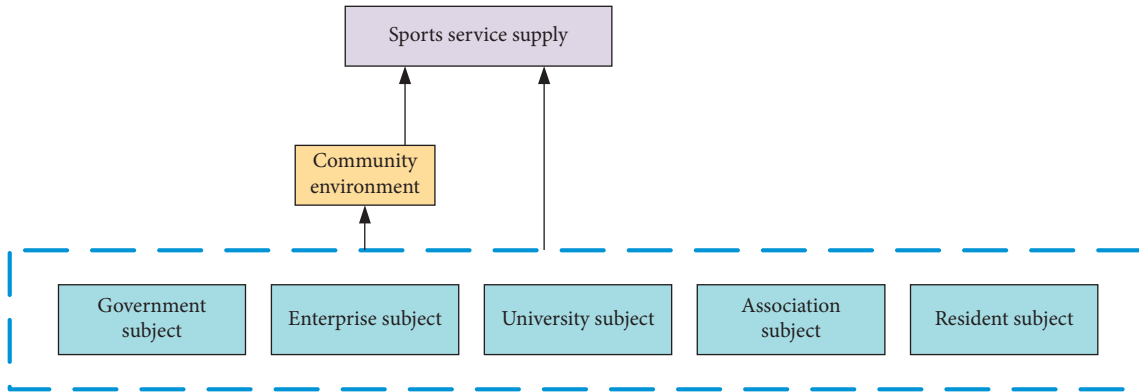 Sports service supply
Community
environment
Government
subject
Enterprise subject
University subject
Association
subject
Resident subject